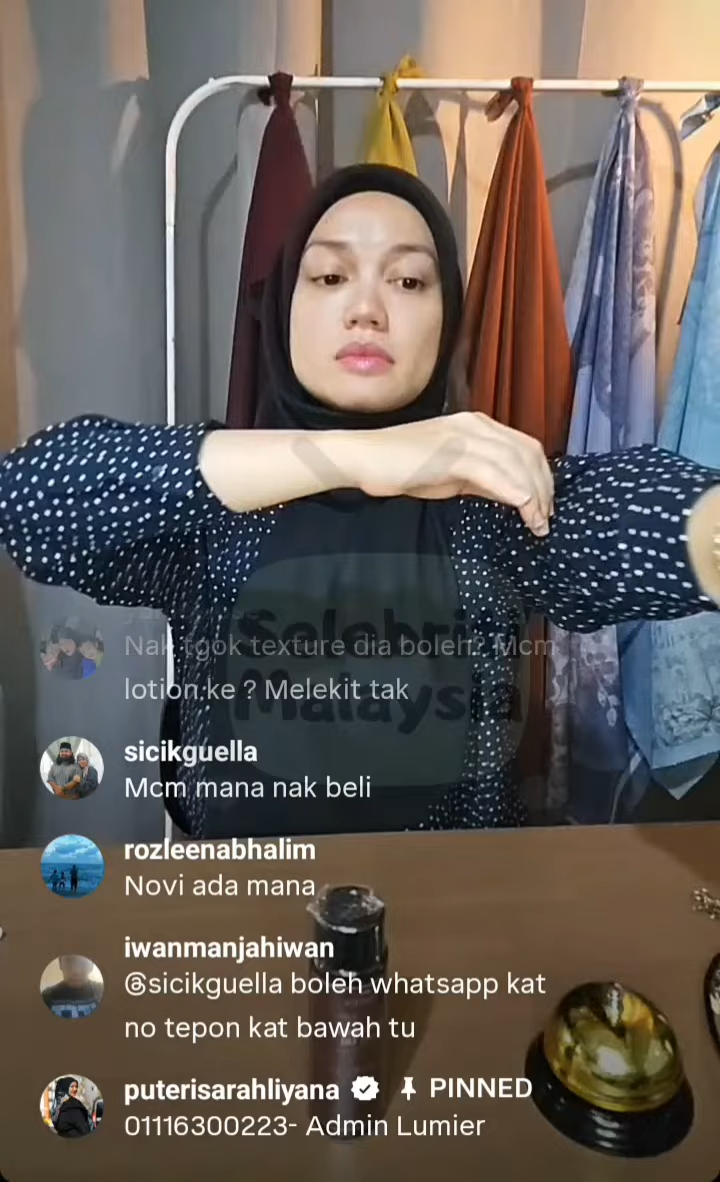 Nak tgok texture dia boleh? Mcm
lotion ke ? Melekit tak
sicikguella
Mcm mana nak beli
rozleenabhalim
Novi ada mana
iwanmanjahiwan
@sicikguella boleh whatsapp kat
no tepon kat bawah tu
puterisarahliyana PINNED
01116300223- Admin Lumier
Selebriti
Malaysia